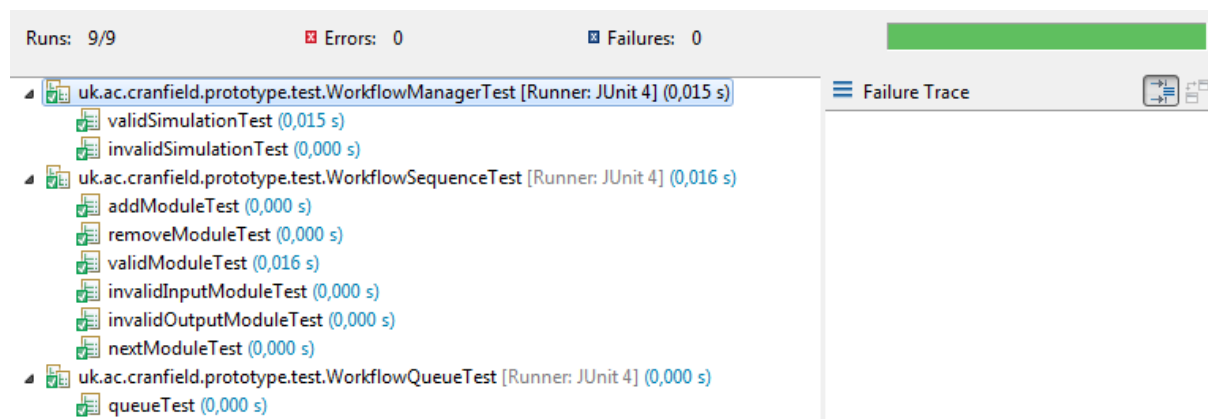 Runs: 9/9 Errors: 0 Failures: 0
uk.ac.cranfield.prototype.test.WorkflowManagerTest [Runner: JUnit 4] (0,015 s)
Failure Trace
validSimulationTest (0,015 s)
invalidSimulationTest (0,000 s)
uk.ac.cranfield.prototype.test.WorkflowSequenceTest [Runner: JUnit 4] (0,016 s)
addModuleTest (0,000 s)
removeModuleTest (0,000 s)
validModuleTest (0,016 s)
invalidInputModuleTest (0,000 s)
invalidOutputModuleTest (0,000 s)
nextModuleTest (0,000 s)
uk.ac.cranfield.prototype.test.WorkflowQueueTest [Runner: JUnit 4] (0,000 s)
queueTest (0,000 s)